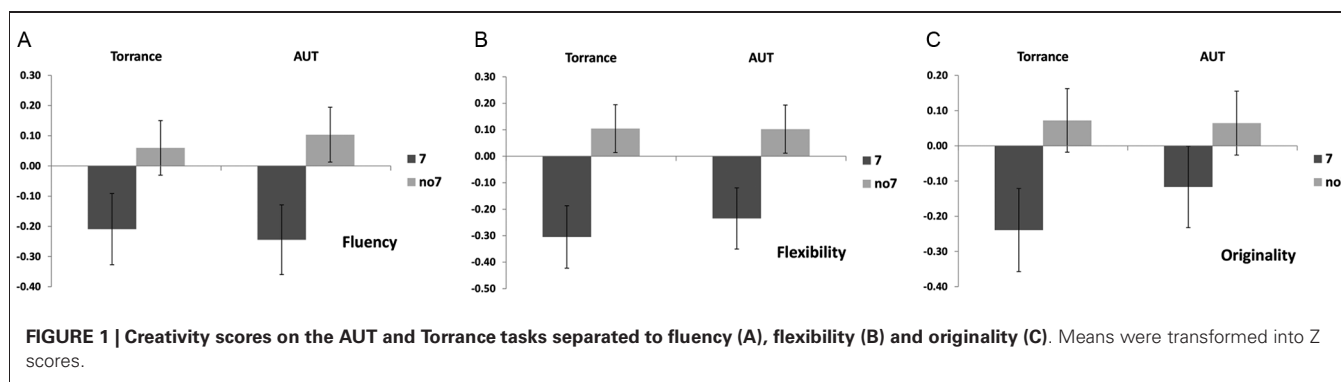 A
Torrance AUT
0.30
0.20
0.10
0.00
-0.10
-0.20
-0.30
-0.40
7
no7
Fluency
B
Torrance AUT
0.30
0.20
0.10
0.00
-0.10
-0.20
-0.30
-0.40
-0.50
7
no7
Flexibility
C
Torrance AUT
0.20
0.10
0.00
-0.10
-0.20
-0.30
-0.40
7
no
Originality
FIGURE 1 | Creativity scores on the AUT and Torrance tasks separated to fluency (A), flexibility (B) and originality (C). Means were transformed into Z
scores.